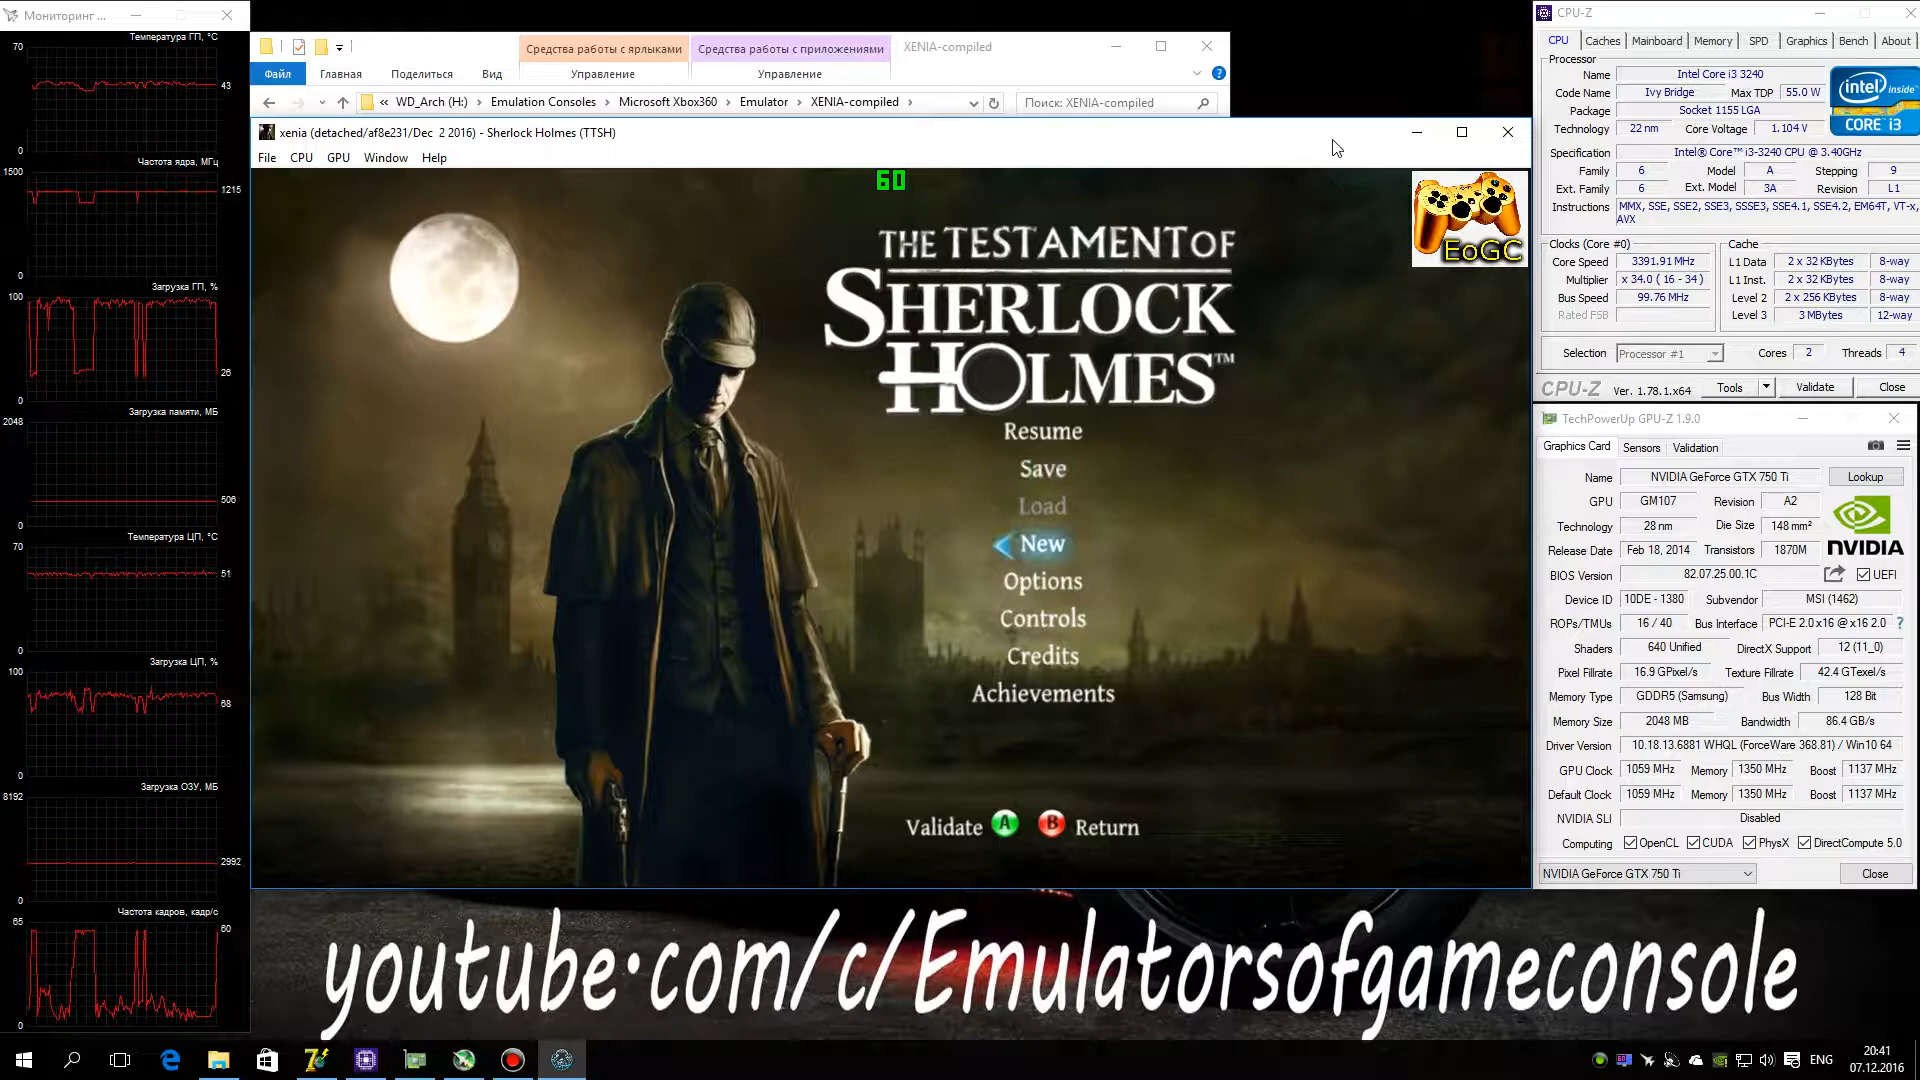 Мониторинг ...
Температура ГП, °C
70
43
0
Частота ядра, МГц
1500
1215
0
Загрузка ГП, %
100
26
0
Загрузка памяти, МБ
2048
506
0
Температура ЦП, °C
70
51
0
Загрузка ЦП, %
100
68
0
Загрузка ОЗУ, МБ
8192
2992
0
Частота кадров, кадр/с
65
60
0
Средства работы с ярлыками
Средства работы с приложениями
XENIA-compiled
Файл
Главная
Поделиться
Вид
Управление
Управление
« WD_Arch (H:) > Emulation Consoles > Microsoft Xbox360 > Emulator > XENIA-compiled >
Поиск: XENIA-compiled
xenia (detached/af8e231/Dec 2 2016) - Sherlock Holmes (TTSH)
File CPU GPU Window Help
60
EoGC
THE TESTAMENT OF
SHERLOCK
HOLMES™
Resume
Save
Load
New
Options
Controls
Credits
Achievements
Validate A B Return
CPU-Z
CPU Caches Mainboard Memory SPD Graphics Bench About
Processor
Name Intel Core i3 3240
Code Name Ivy Bridge Max TDP 55.0 W
Package Socket 1155 LGA
Technology 22 nm Core Voltage 1.104 V
intel inside™
CORE i3
Specification Intel® Core™ i3-3240 CPU @ 3.40GHz
Family 6 Model A Stepping 9
Ext. Family 6 Ext. Model 3A Revision L1
Instructions MMX, SSE, SSE2, SSE3, SSSE3, SSE4.1, SSE4.2, EM64T, VT-x,
AVX
Clocks (Core #0)
Core Speed 3391.91 MHz
Multiplier x 34.0 ( 16 - 34 )
Bus Speed 99.76 MHz
Rated FSB
Cache
L1 Data 2 x 32 KBytes 8-way
L1 Inst. 2 x 32 KBytes 8-way
Level 2 2 x 256 KBytes 8-way
Level 3 3 MBytes 12-way
Selection Processor #1 Cores 2 Threads 4
CPU-Z Ver. 1.78.1.x64 Tools Validate Close
TechPowerUp GPU-Z 1.9.0
Graphics Card Sensors Validation
Name NVIDIA GeForce GTX 750 Ti Lookup
GPU GM107 Revision A2
Technology 28 nm Die Size 148 mm²
Release Date Feb 18, 2014 Transistors 1870M
NVIDIA
BIOS Version 82.07.25.00.1C UEFI
Device ID 10DE - 1380 Subvendor MSI (1462)
ROPs/TMUs 16 / 40 Bus Interface PCI-E 2.0 x16 @ x16 2.0 ?
Shaders 640 Unified DirectX Support 12 (11_0)
Pixel Fillrate 16.9 GPixel/s Texture Fillrate 42.4 GTexel/s
Memory Type GDDR5 (Samsung) Bus Width 128 Bit
Memory Size 2048 MB Bandwidth 86.4 GB/s
Driver Version 10.18.13.6881 WHQL (ForceWare 368.81) / Win10 64
GPU Clock 1059 MHz Memory 1350 MHz Boost 1137 MHz
Default Clock 1059 MHz Memory 1350 MHz Boost 1137 MHz
NVIDIA SLI Disabled
Computing OpenCL CUDA PhysX DirectCompute 5.0
NVIDIA GeForce GTX 750 Ti Close
youtube.com/c/Emulatorsofgameconsole
ENG
20:41
07.12.2016